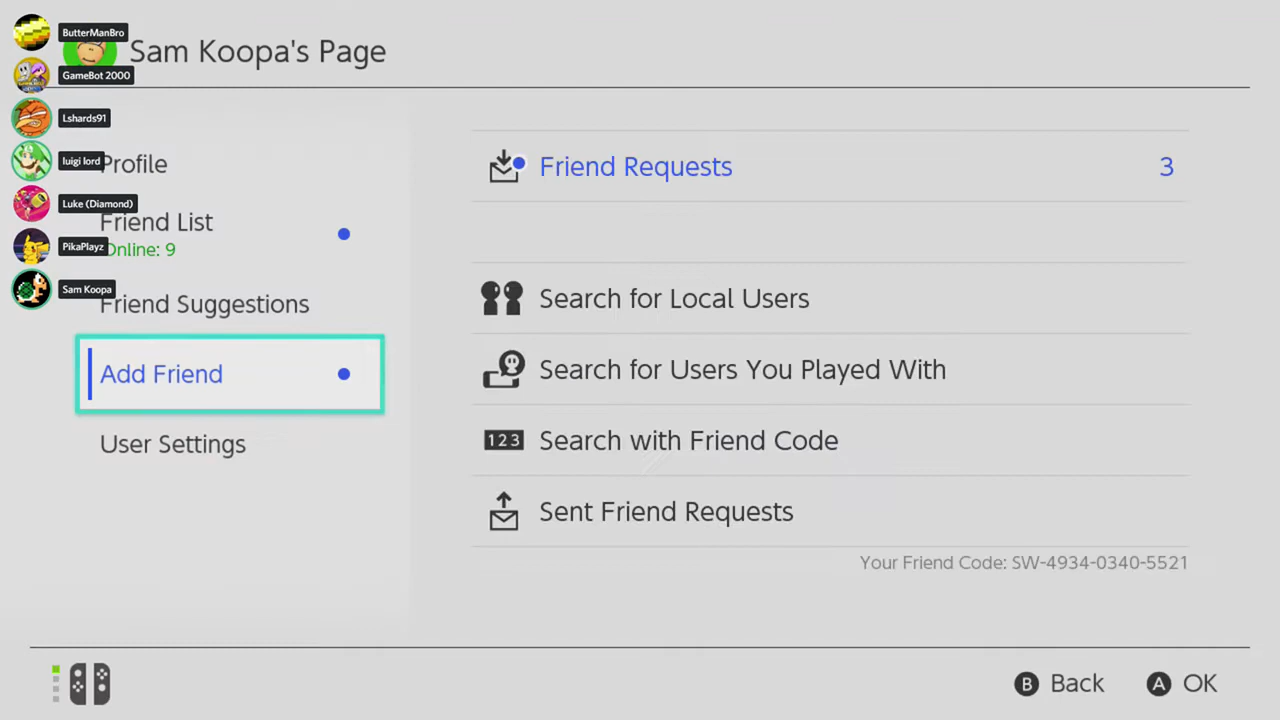 ButterManBro
Sam Koopa's Page
GameBot 2000
Lshards91
luigi lord
Profile
Luke (Diamond)
Friend List
PikaPlayz
Online: 9
Sam Koopa
Friend Suggestions
Add Friend
User Settings
Friend Requests 3
Search for Local Users
Search for Users You Played With
123 Search with Friend Code
Sent Friend Requests
Your Friend Code: SW-4934-0340-5521
B Back A OK